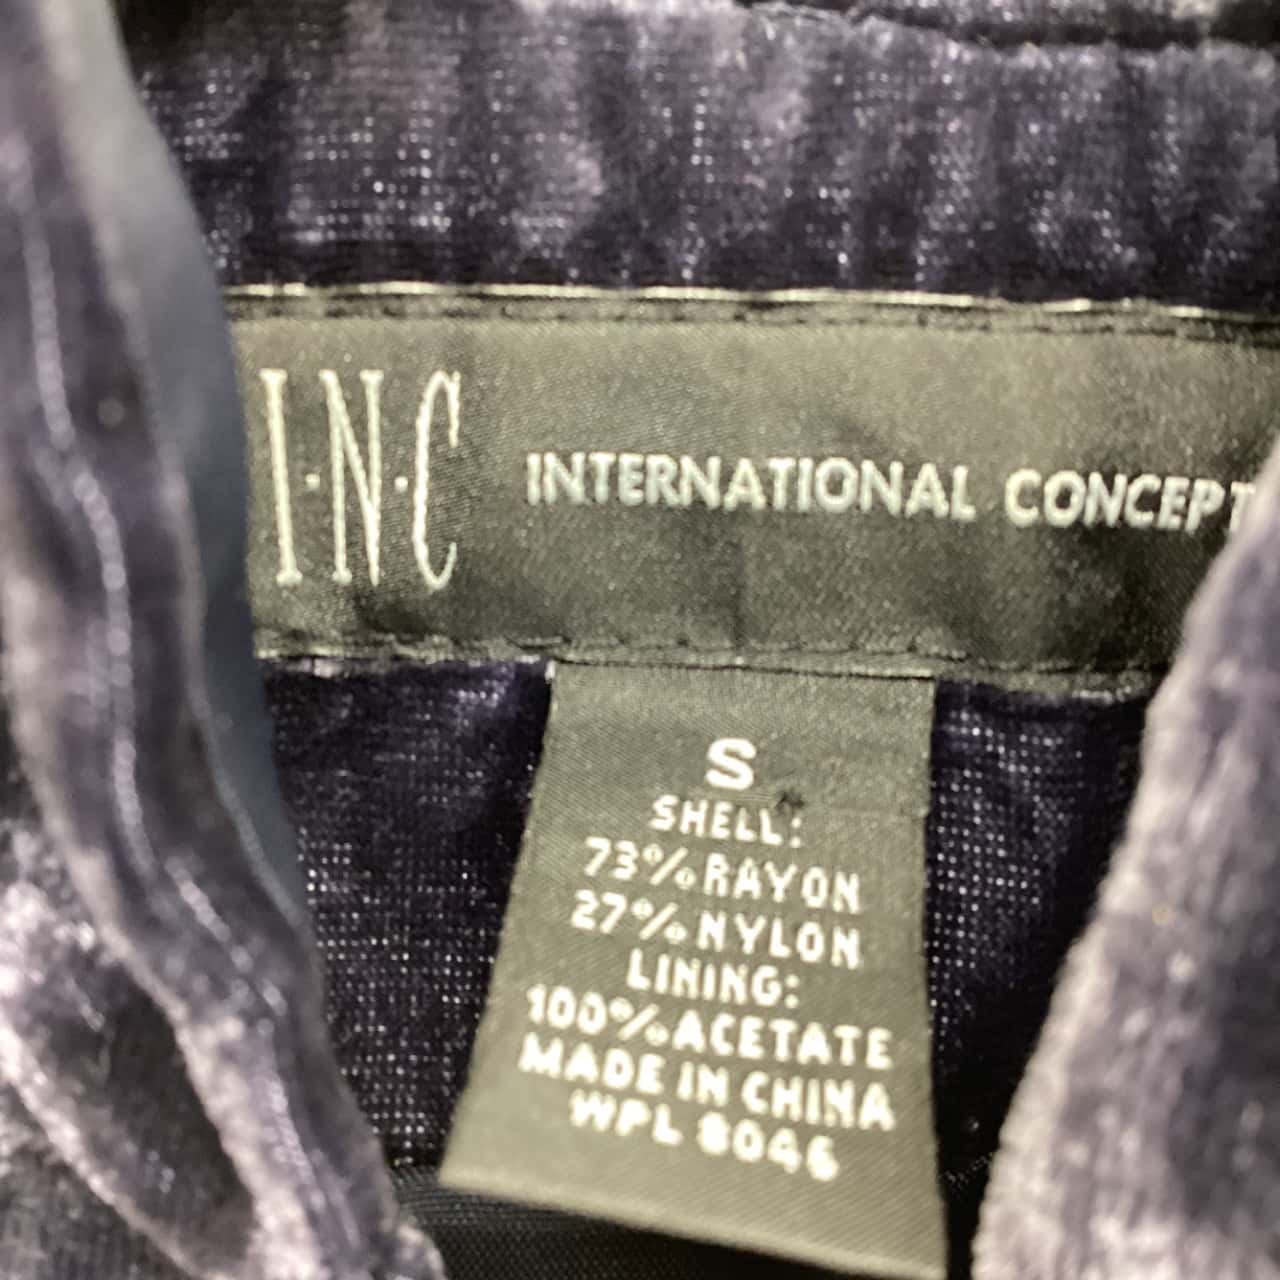 I·N·C INTERNATIONAL CONCEPT
S
SHELL:
73% RAYON
27% NYLON
LINING:
100% ACETATE
MADE IN CHINA
WPL 8046